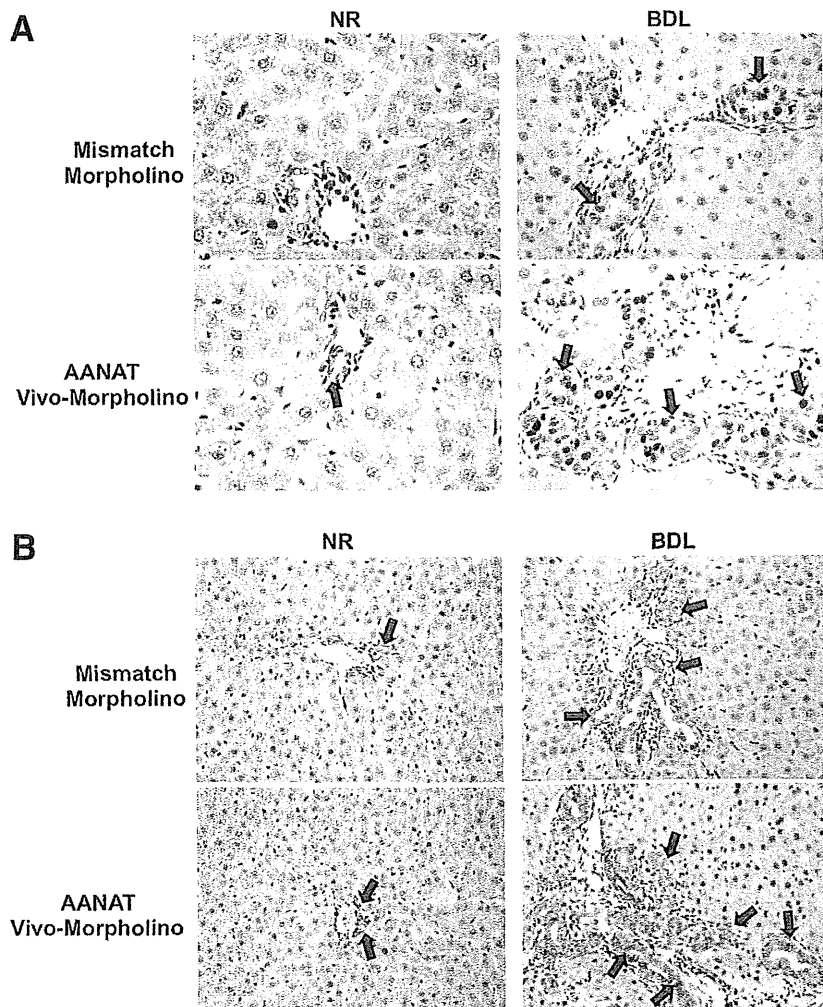 A
NR
BDL
Mismatch
Morpholino
AANAT
Vivo-Morpholino
B
NR
BDL
Mismatch
Morpholino
AANAT
Vivo-Morpholino